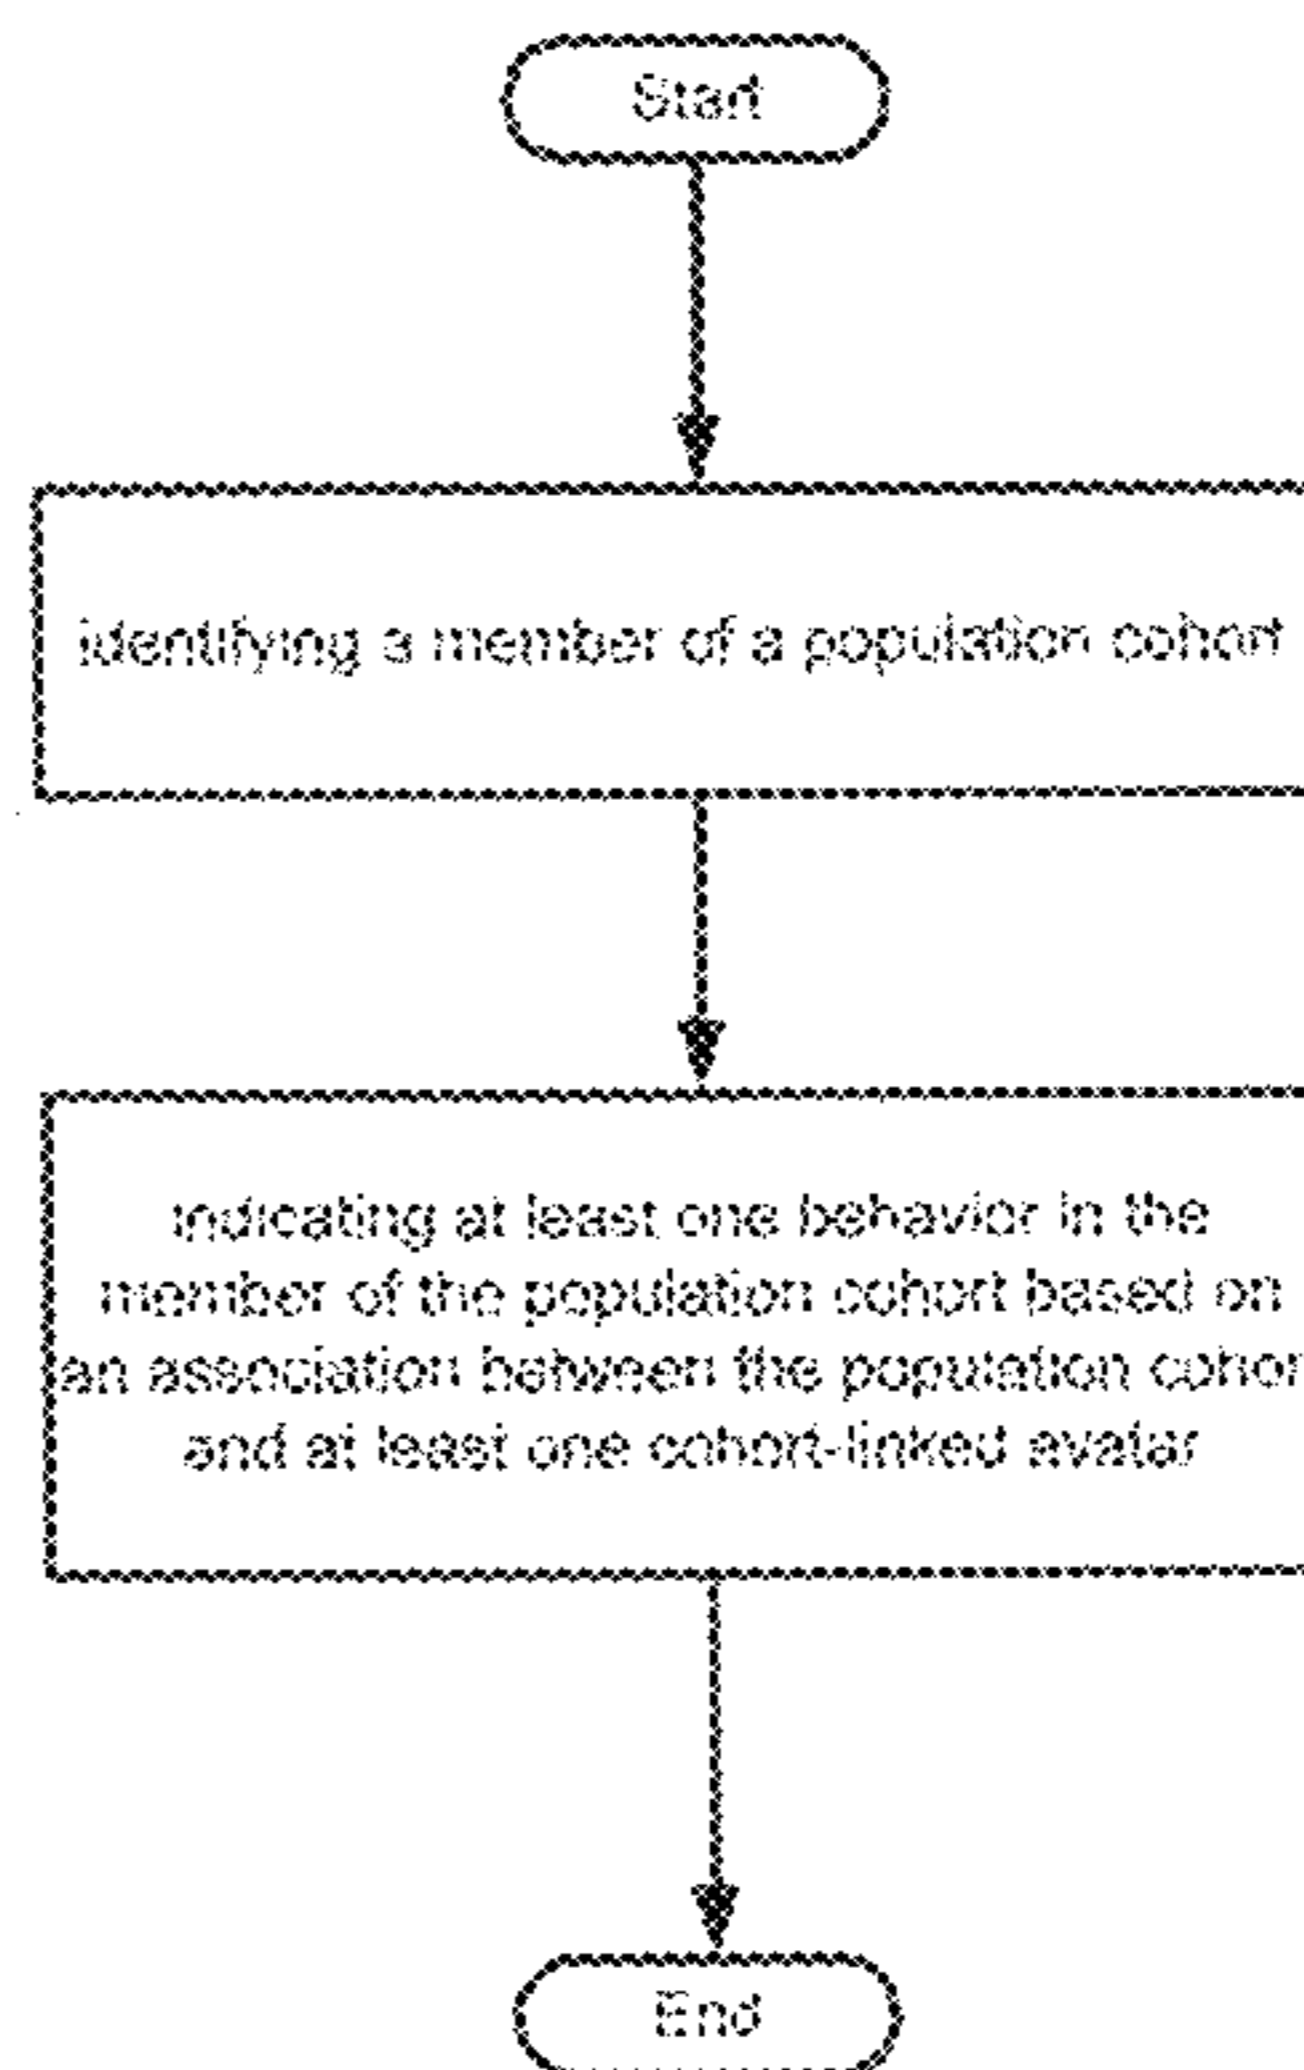 Start
identifying a member of a population cohort
indicating at least one behavior in the
member of the population cohort based on
an association between the population cohor
and at least one cohort-linked avatar
End